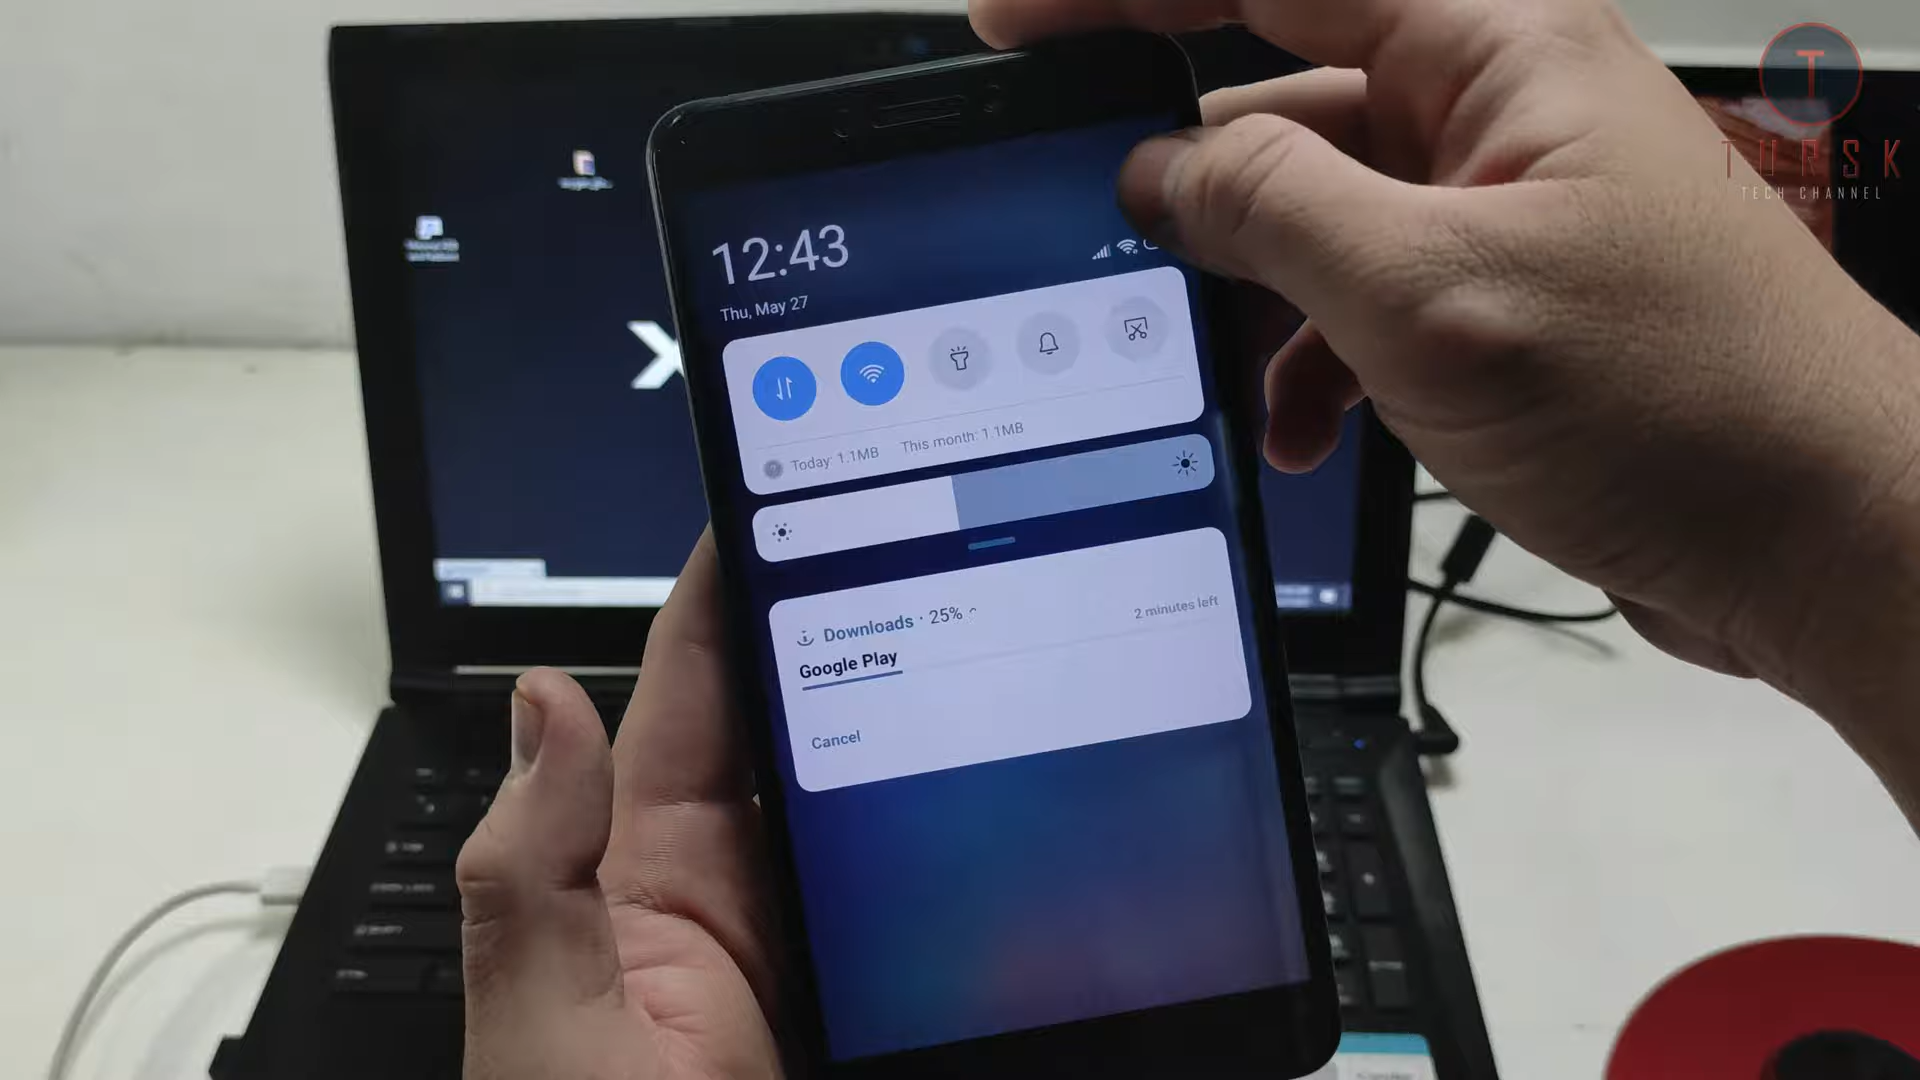 T
TURSK
TECH CHANNEL
12:43
Thu, May 27
Today: 1.1MB This month: 1.1MB
Downloads · 25%
2 minutes left
Google Play
Cancel